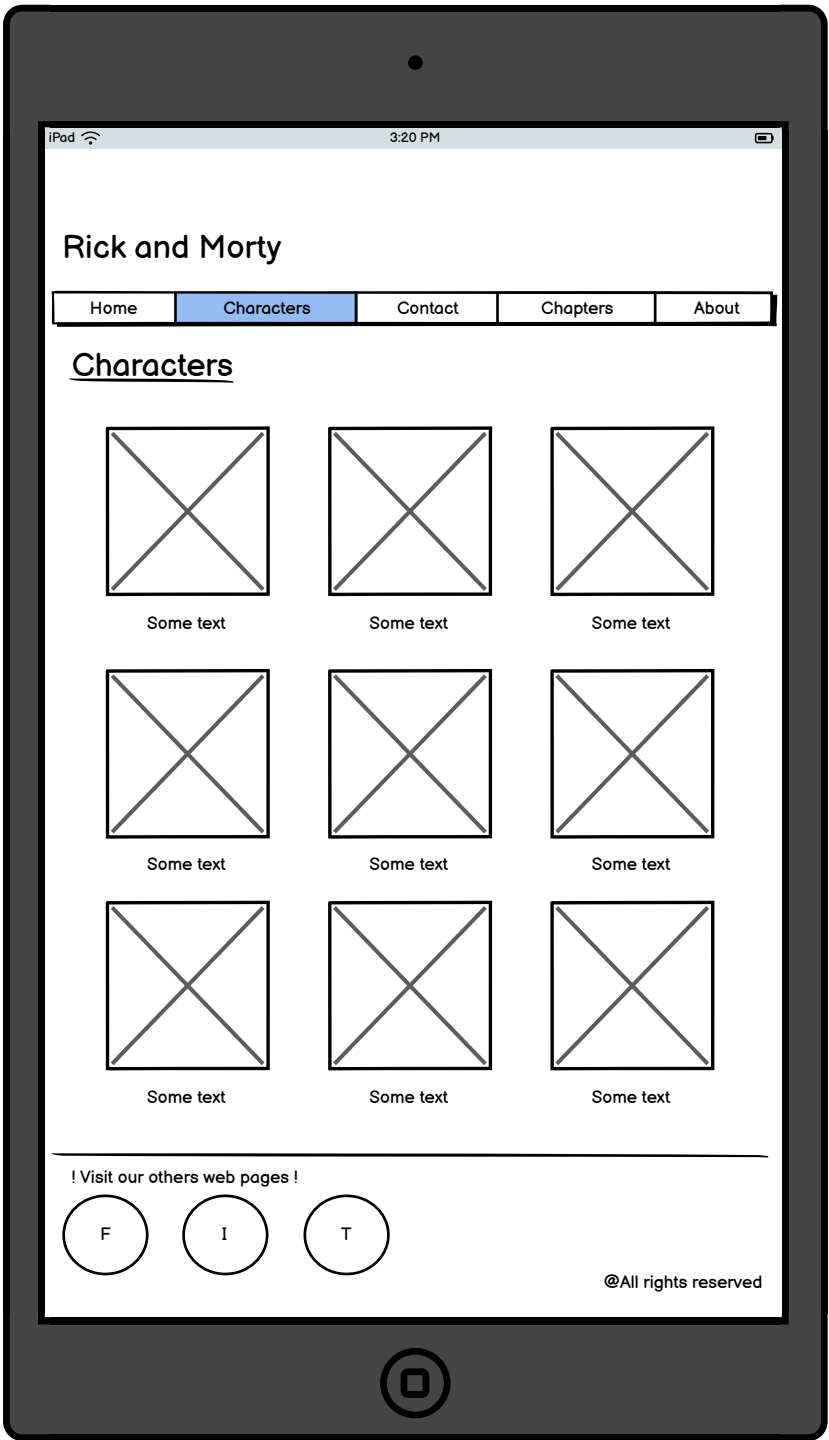 iPad 3:20 PM
Rick and Morty
Home Characters Contact Chapters About
Characters
Some text Some text Some text
Some text Some text Some text
Some text Some text Some text
! Visit our others web pages !
F I T
@All rights reserved